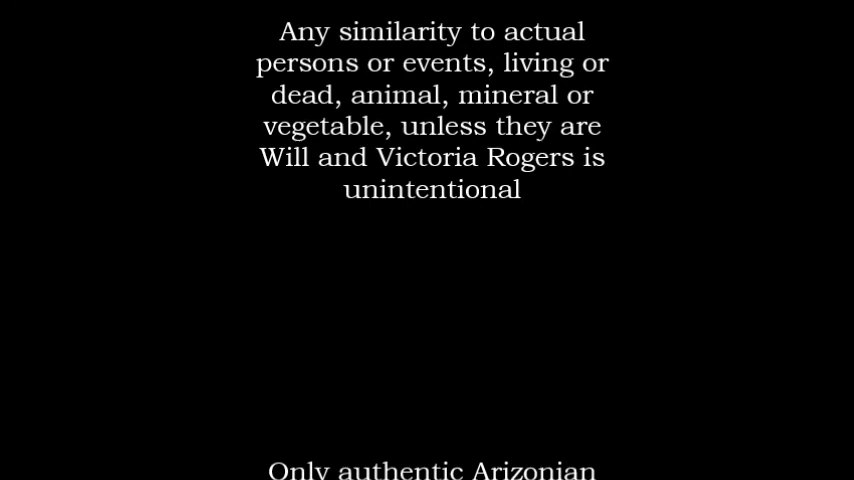 Any similarity to actual
persons or events, living or
dead, animal, mineral or
vegetable, unless they are
Will and Victoria Rogers is
unintentional
Only authentic Arizonian